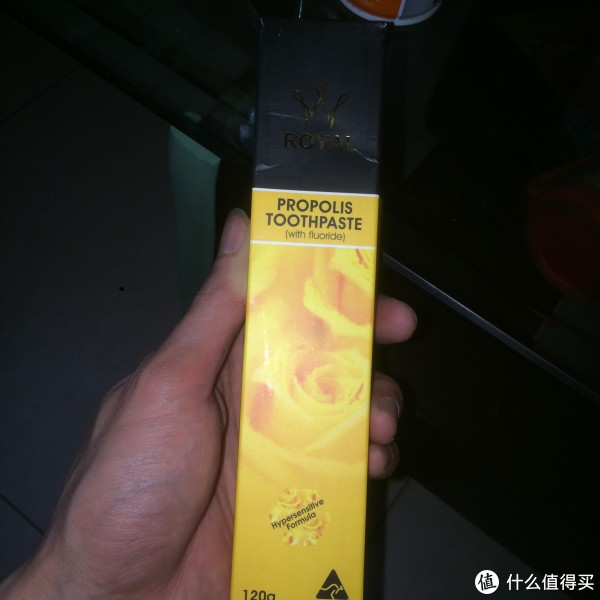 ROYAL
PROPOLIS
TOOTHPASTE
(with fluoride)
Hypersensitive
Formula
120g
值 什么值得买